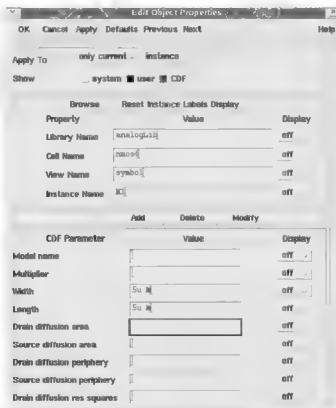 Edit Object Properties
OK Cancel Apply Defaults Previous Next Help
Apply To only current instance
Show system user CDF
Browse Reset Instance Labels Display
Property Value Display
Library Name analogLib off
Cell Name nmos4 off
View Name symbol off
Instance Name off
Add Delete Modify
CDF Parameter Value Display
Model name off
Multiplier off
Width 5u M off
Length 5u M off
Drain diffusion area off
Source diffusion area off
Drain diffusion periphery off
Source diffusion periphery off
Drain diffusion res squares off